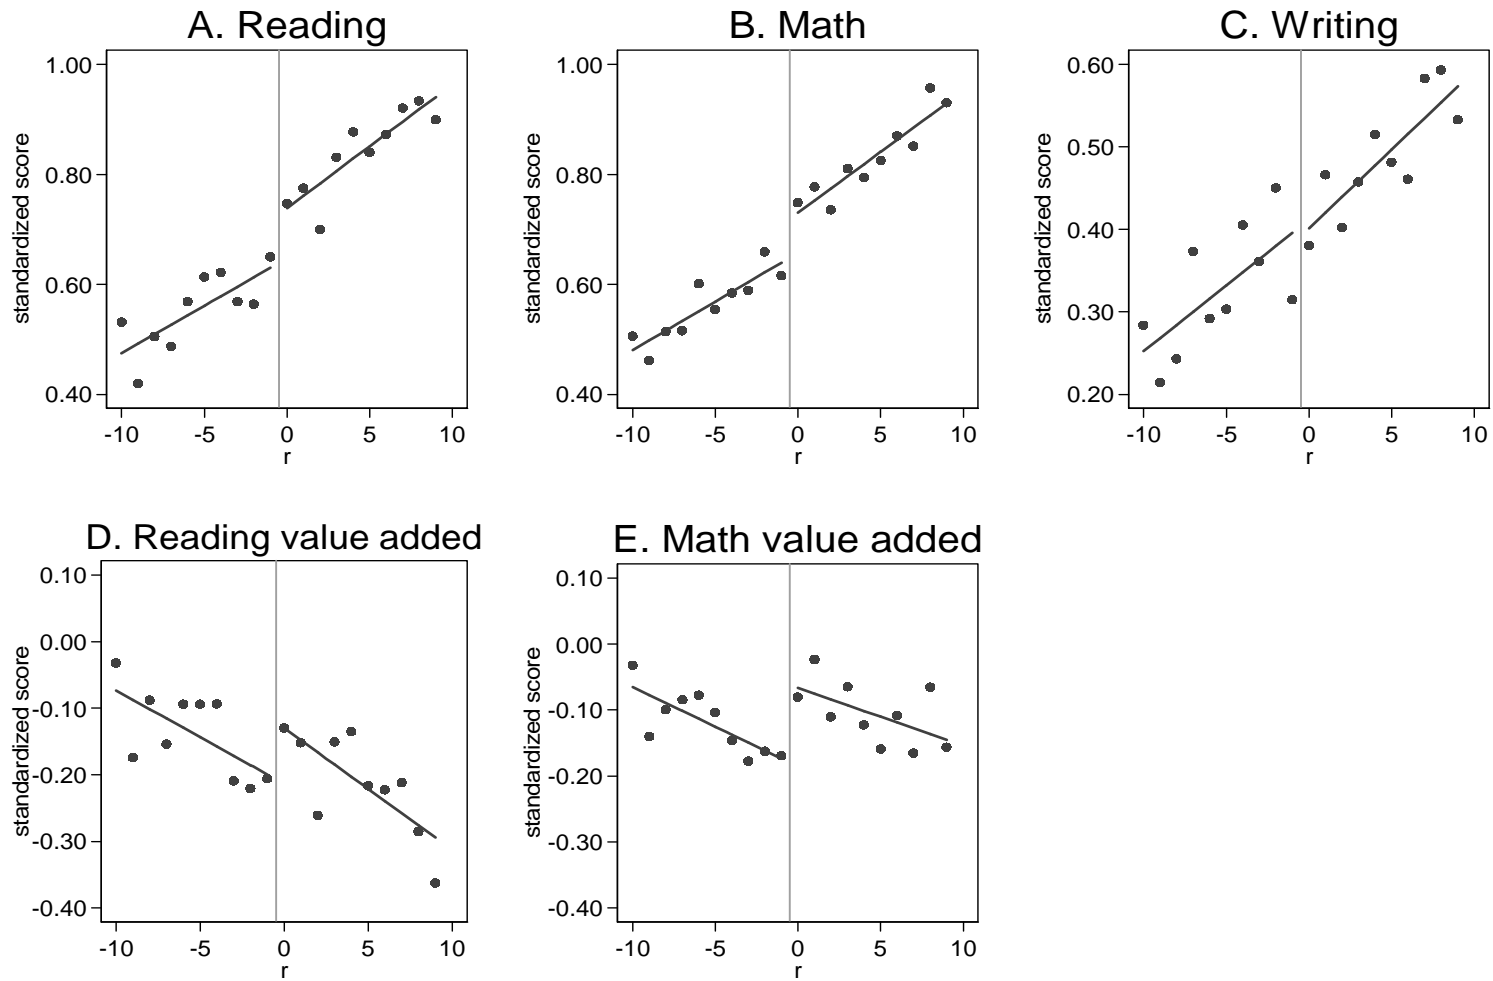 A. Reading
standardized score
1.00
0.80
0.60
0.40
-10 -5 0 5 10
r
B. Math
standardized score
1.00
0.80
0.60
0.40
-10 -5 0 5 10
r
C. Writing
standardized score
0.60
0.50
0.40
0.30
0.20
-10 -5 0 5 10
r
D. Reading value added
standardized score
0.10
0.00
-0.10
-0.20
-0.30
-0.40
-10 -5 0 5 10
r
E. Math value added
standardized score
0.10
0.00
-0.10
-0.20
-0.30
-0.40
-10 -5 0 5 10
r